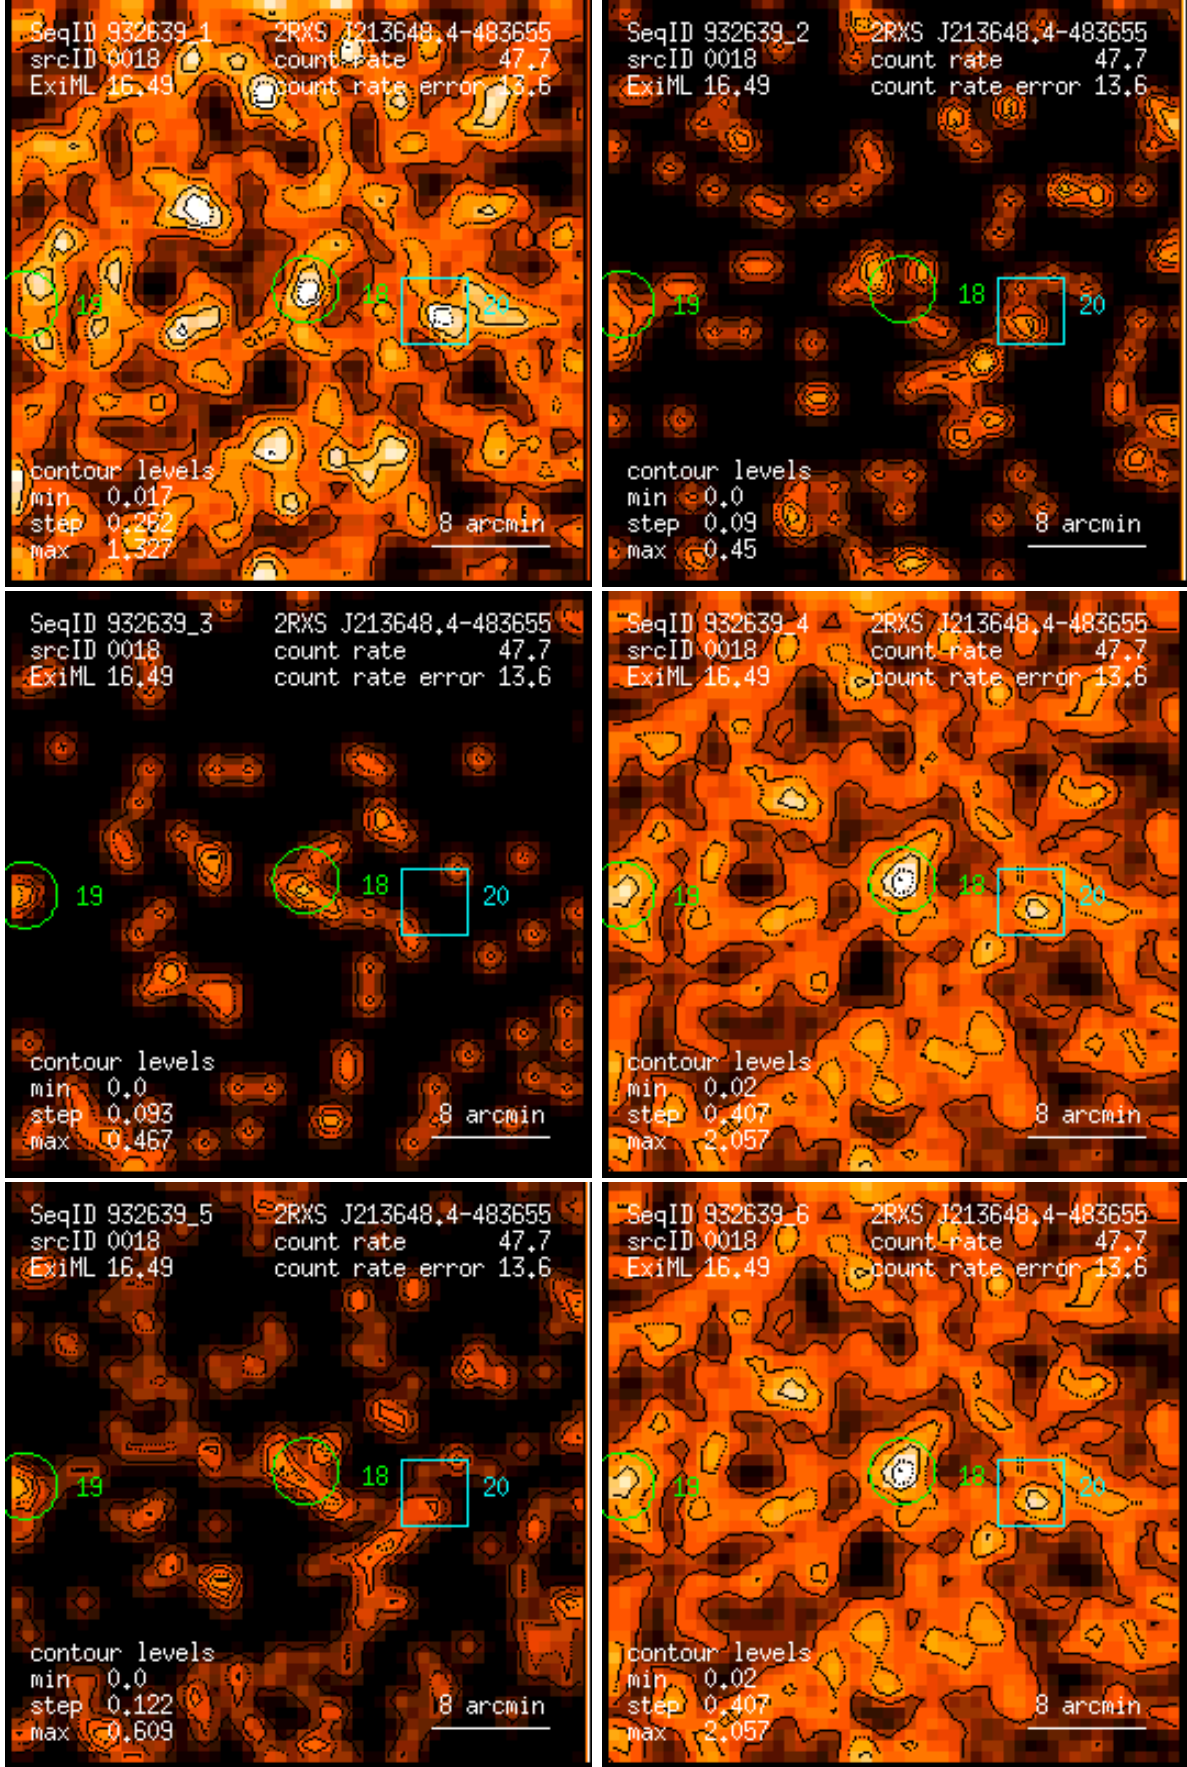 SeqID 932639_1 2RXS J213648.4-483655
srcID 0018 count rate 47.7
ExiML 16.49 count rate error 13.6
19 18 20
contour levels
min 0.017
step 0.262 8 arcmin
max 1.327
SeqID 932639_2 2RXS J213648.4-483655
srcID 0018 count rate 47.7
ExiML 16.49 count rate error 13.6
19 18 20
contour levels
min 0.0
step 0.09 8 arcmin
max 0.45
SeqID 932639_3 2RXS J213648.4-483655
srcID 0018 count rate 47.7
ExiML 16.49 count rate error 13.6
19 18 20
contour levels
min 0.0
step 0.093 8 arcmin
max 0.467
SeqID 932639_4 2RXS J213648.4-483655
srcID 0018 count rate 47.7
ExiML 16.49 count rate error 13.6
19 18 20
contour levels
min 0.02
step 0.407 8 arcmin
max 2.057
SeqID 932639_5 2RXS J213648.4-483655
srcID 0018 count rate 47.7
ExiML 16.49 count rate error 13.6
19 18 20
contour levels
min 0.0
step 0.122 8 arcmin
max 0.609
SeqID 932639_6 2RXS J213648.4-483655
srcID 0018 count rate 47.7
ExiML 16.49 count rate error 13.6
19 18 20
contour levels
min 0.02
step 0.407 8 arcmin
max 2.057